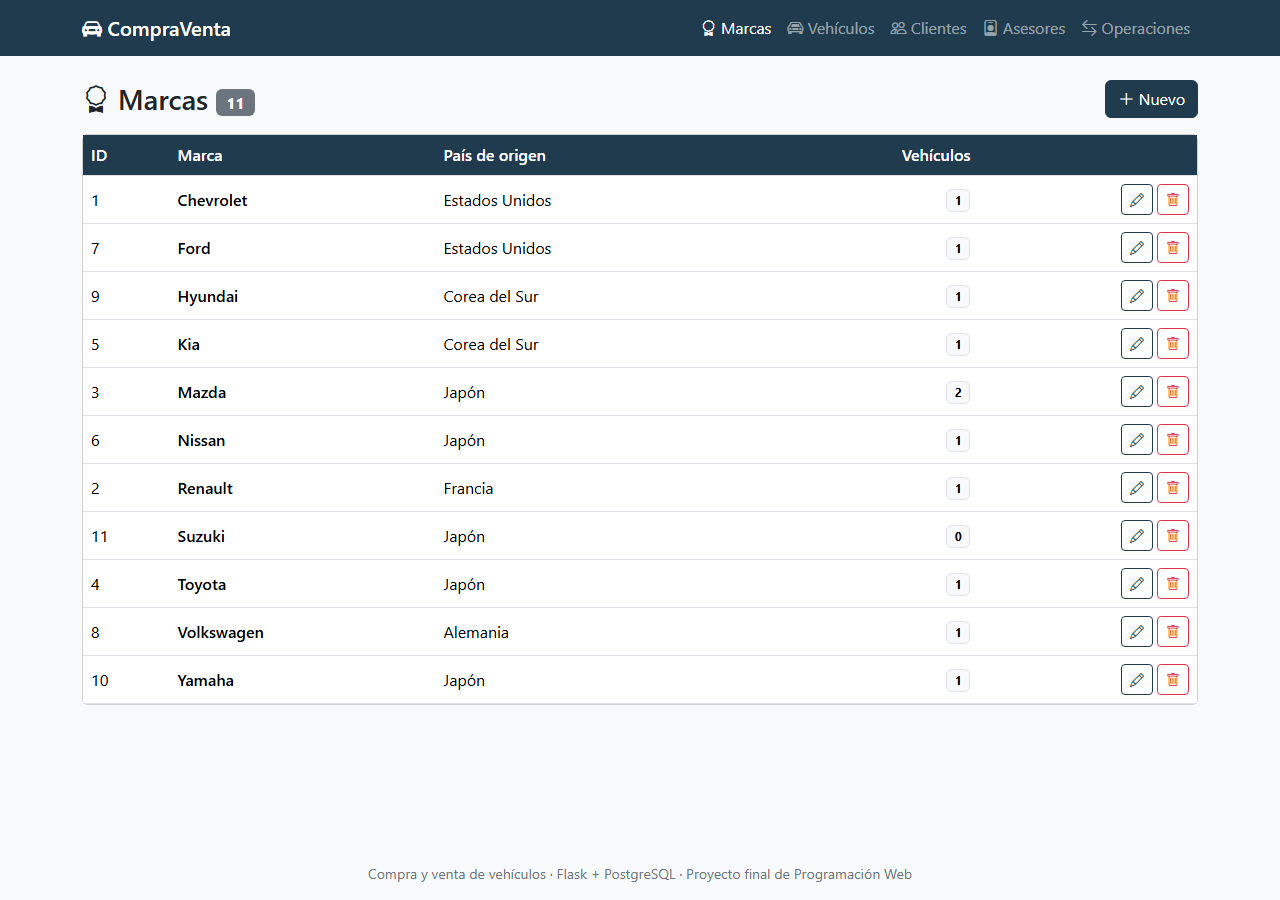 CompraVenta Marcas Vehículos Clientes Asesores Operaciones
Marcas 11 + Nuevo
ID Marca País de origen Vehículos
1 Chevrolet Estados Unidos 1
7 Ford Estados Unidos 1
9 Hyundai Corea del Sur 1
5 Kia Corea del Sur 1
3 Mazda Japón 2
6 Nissan Japón 1
2 Renault Francia 1
11 Suzuki Japón 0
4 Toyota Japón 1
8 Volkswagen Alemania 1
10 Yamaha Japón 1
Compra y venta de vehículos · Flask + PostgreSQL · Proyecto final de Programación Web